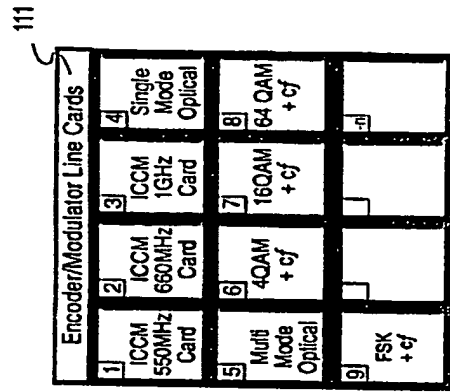 111
Encoder/Modulator Line Cards
1
ICCM
550MHz
Card
2
ICCM
660MHz
Card
3
ICCM
1GHz
Card
4
Single
Mode
Optical
5
Multi
Mode
Optical
6
4QAM
+ cf
7
16QAM
+ cf
8
64 QAM
+ cf
9
FSK
+ cf
-n